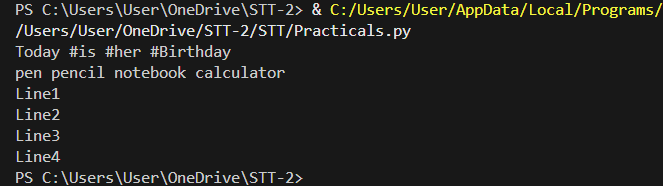 PS C:\Users\User\OneDrive\STT-2> & C:/Users/User/AppData/Local/Programs/
/Users/User/OneDrive/STT-2/STT/Practicals.py
Today #is #her #Birthday
pen pencil notebook calculator
Line1
Line2
Line3
Line4
PS C:\Users\User\OneDrive\STT-2>